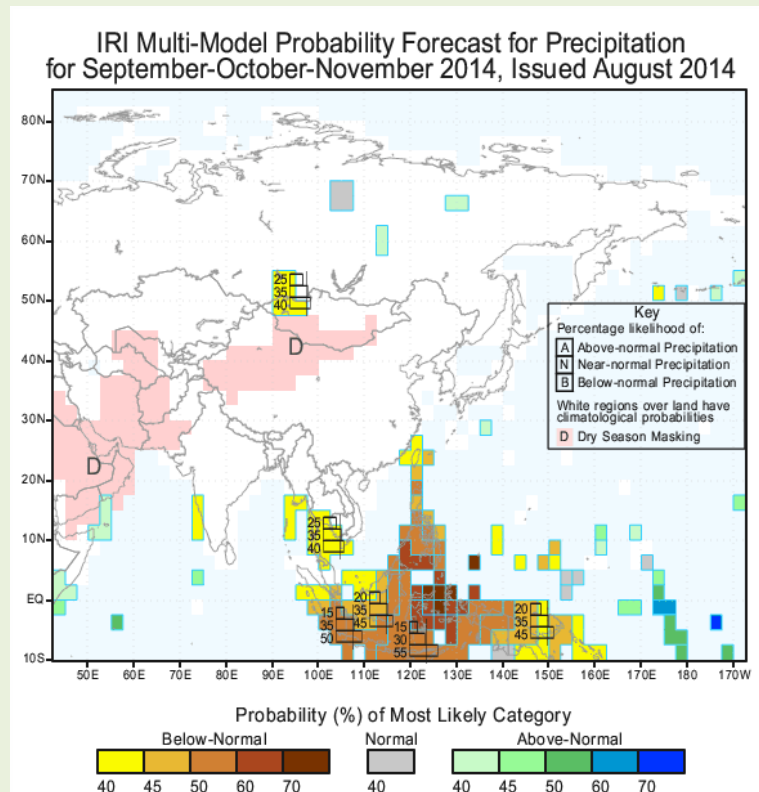 IRI Multi-Model Probability Forecast for Precipitation
for September-October-November 2014, Issued August 2014
80N
70N
60N
50N
40N
30N
20N
10N
EQ
10S
25
35
40
D
D
25
35
40
20
35
45
15
35
50
15
30
55
20
35
45
Key
Percentage likelihood of:
A Above-normal Precipitation
N Near-normal Precipitation
B Below-normal Precipitation
White regions over land have
climatological probabilities
D Dry Season Masking
50E 60E 70E 80E 90E 100E 110E 120E 130E 140E 150E 160E 170E 180 170W
Probability (%) of Most Likely Category
Below-Normal Normal Above-Normal
40 45 50 60 70 40 40 45 50 60 70